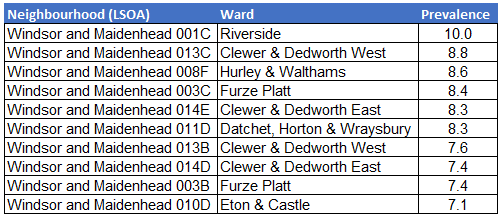 Neighbourhood (LSOA) Ward Prevalence
Windsor and Maidenhead 001C Riverside 10.0
Windsor and Maidenhead 013C Clewer & Dedworth West 8.8
Windsor and Maidenhead 008F Hurley & Walthams 8.6
Windsor and Maidenhead 003C Furze Platt 8.4
Windsor and Maidenhead 014E Clewer & Dedworth East 8.3
Windsor and Maidenhead 011D Datchet, Horton & Wraysbury 8.3
Windsor and Maidenhead 013B Clewer & Dedworth West 7.6
Windsor and Maidenhead 014D Clewer & Dedworth East 7.4
Windsor and Maidenhead 003B Furze Platt 7.4
Windsor and Maidenhead 010D Eton & Castle 7.1